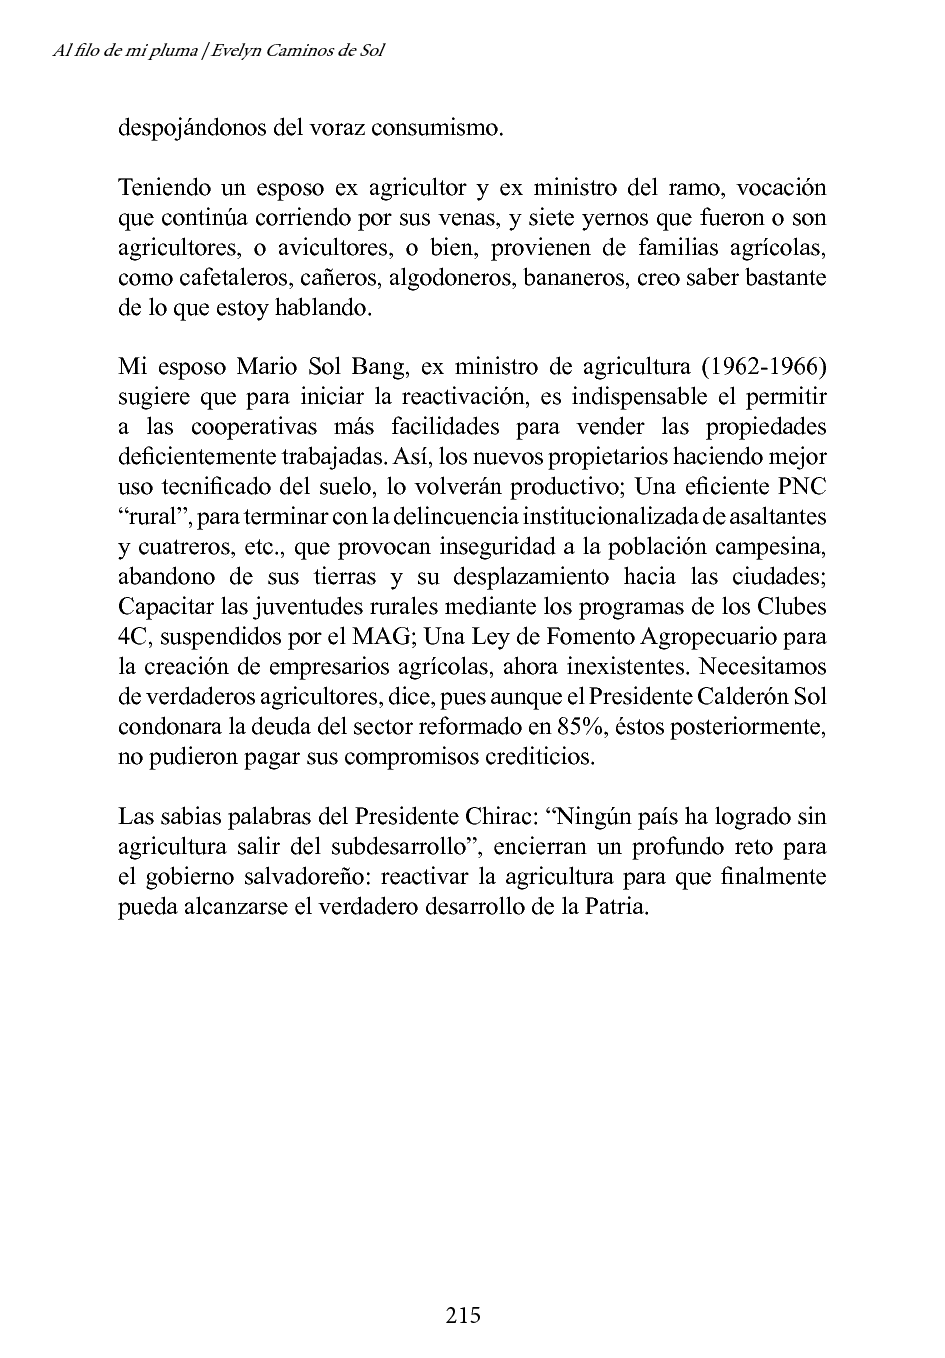 Al filo de mi pluma | Evelyn Caminos de Sol
despojándonos del voraz consumismo.
Teniendo un esposo ex agricultor y ex ministro del ramo, vocación
que continúa corriendo por sus venas, y siete yernos que fueron o son
agricultores, o avicultores, o bien, provienen de familias agrícolas,
como cafetaleros, cañeros, algodoneros, bananeros, creo saber bastante
de lo que estoy hablando.
Mi esposo Mario Sol Bang, ex ministro de agricultura (1962-1966)
sugiere que para iniciar la reactivación, es indispensable el permitir
a las cooperativas más facilidades para vender las propiedades
deficientemente trabajadas. Así, los nuevos propietarios haciendo mejor
uso tecnificado del suelo, lo volverán productivo; Una eficiente PNC
“rural”, para terminar con la delincuencia institucionalizada de asaltantes
y cuatreros, etc., que provocan inseguridad a la población campesina,
abandono de sus tierras y su desplazamiento hacia las ciudades;
Capacitar las juventudes rurales mediante los programas de los Clubes
4C, suspendidos por el MAG; Una Ley de Fomento Agropecuario para
la creación de empresarios agrícolas, ahora inexistentes. Necesitamos
de verdaderos agricultores, dice, pues aunque el Presidente Calderón Sol
condonara la deuda del sector reformado en 85%, éstos posteriormente,
no pudieron pagar sus compromisos crediticios.
Las sabias palabras del Presidente Chirac: “Ningún país ha logrado sin
agricultura salir del subdesarrollo”, encierran un profundo reto para
el gobierno salvadoreño: reactivar la agricultura para que finalmente
pueda alcanzarse el verdadero desarrollo de la Patria.
215